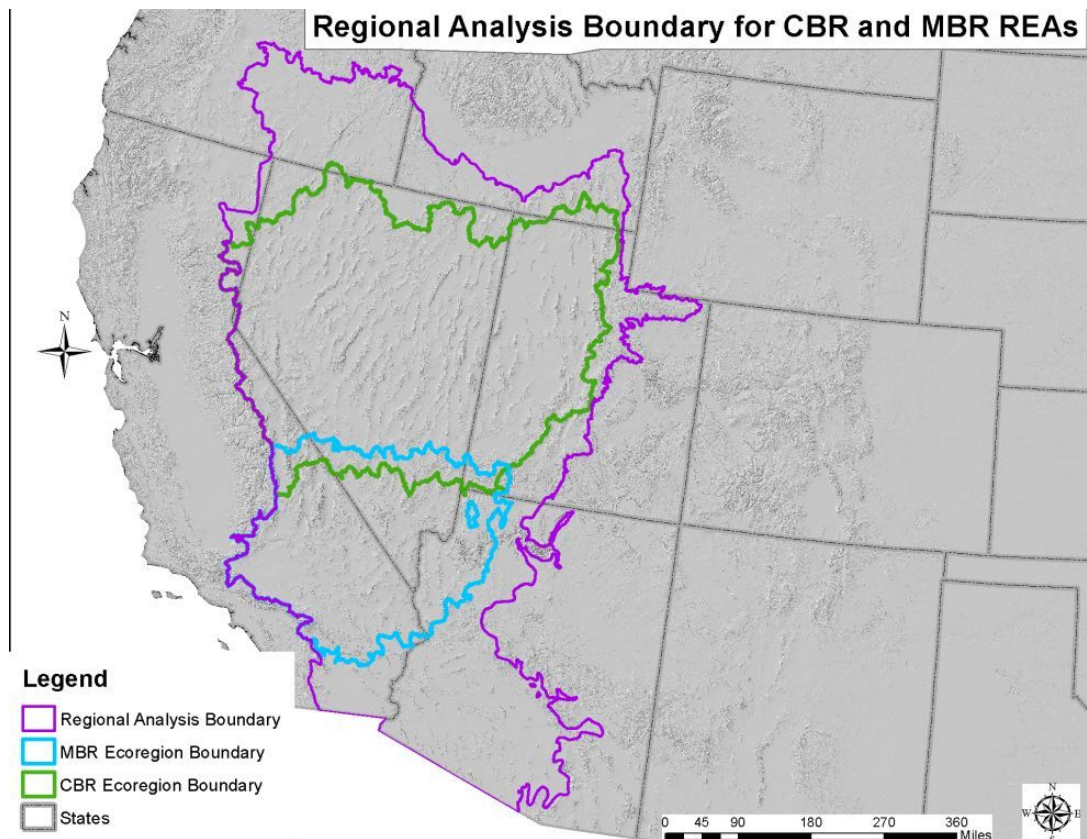 Regional Analysis Boundary for CBR and MBR REAs
N
Legend
Regional Analysis Boundary
MBR Ecoregion Boundary
CBR Ecoregion Boundary
States
0 45 90 180 270 360
Miles
N
W E
S